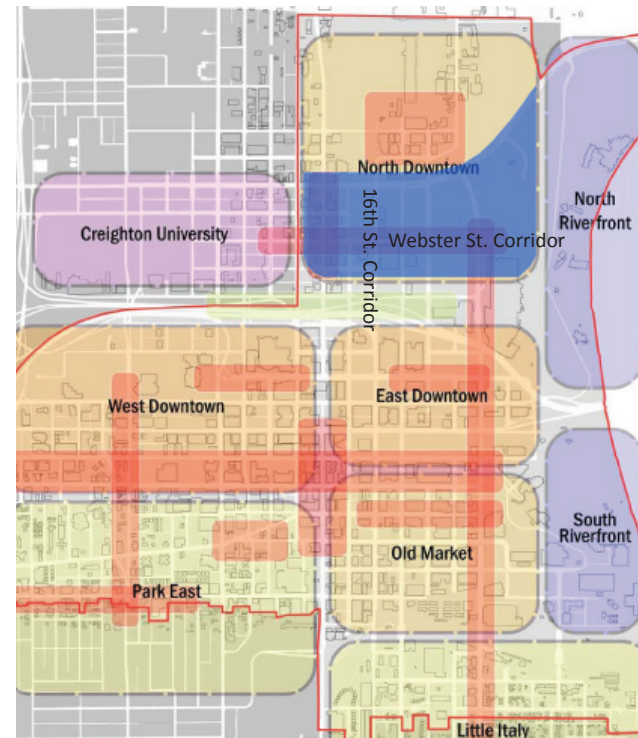 North Downtown
16th St. Corridor
Creighton University
Webster St. Corridor
North
Riverfront
West Downtown
East Downtown
Old Market
South
Riverfront
Park East
Little Italy